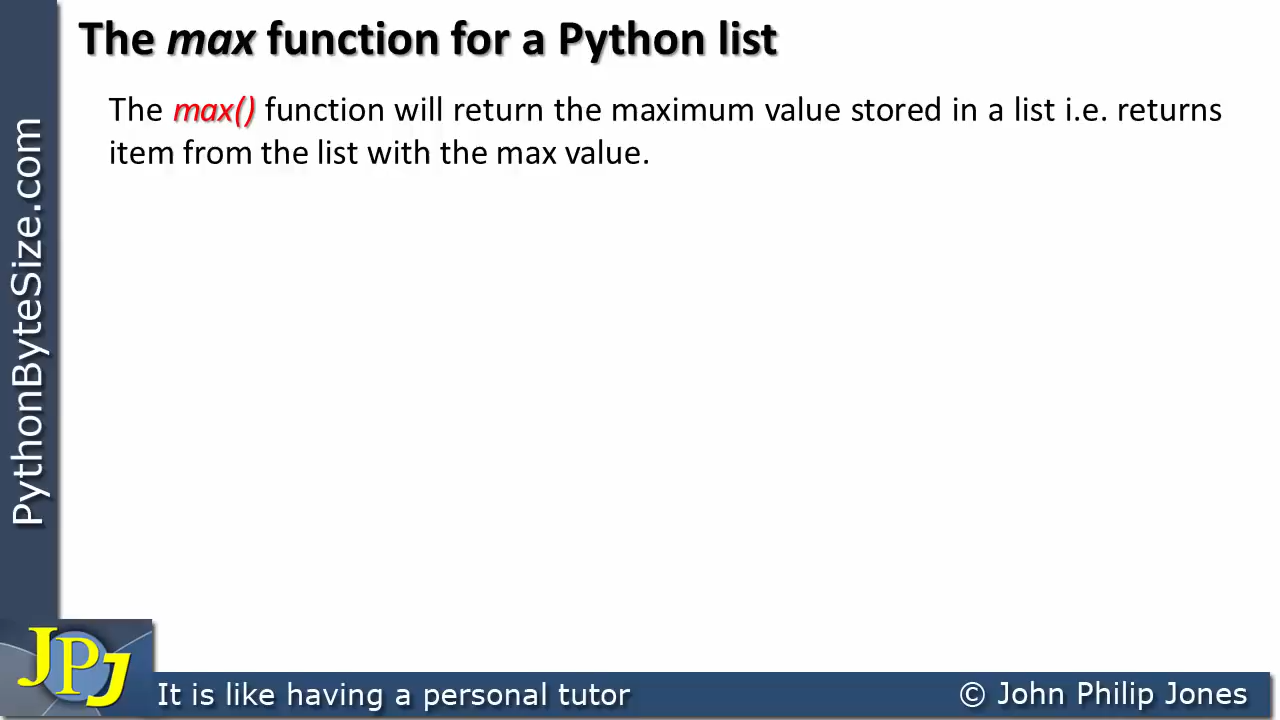 The max function for a Python list
The max() function will return the maximum value stored in a list i.e. returns
item from the list with the max value.
PythonByteSize.com
JPJ
It is like having a personal tutor
© John Philip Jones